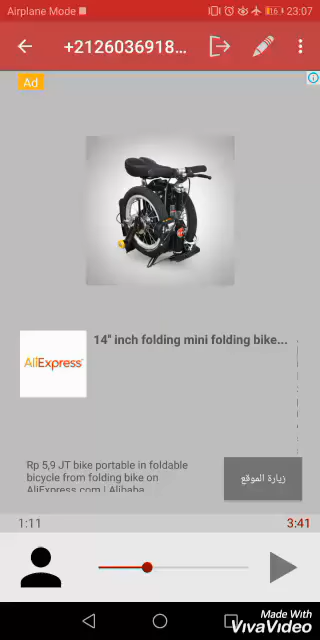 Airplane Mode 23:07
+2126036918...
Ad
14" inch folding mini folding bike...
AliExpress
Rp 5,9 JT bike portable in foldable
bicycle from folding bike on
AliExpress.com | Alibaba
زيارة الموقع
1:11 3:41
Made With
VivaVideo